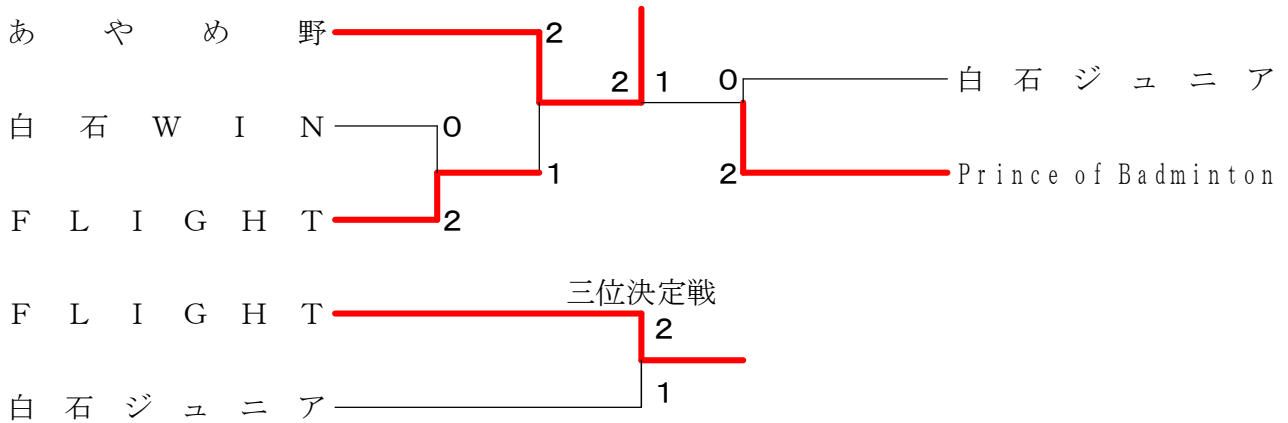 あやめ野 2
2 1 0 白石ジュニア
白石WIN 0
1 2 Prince of Badminton
FLIGHT 2
三位決定戦
FLIGHT 2
白石ジュニア 1